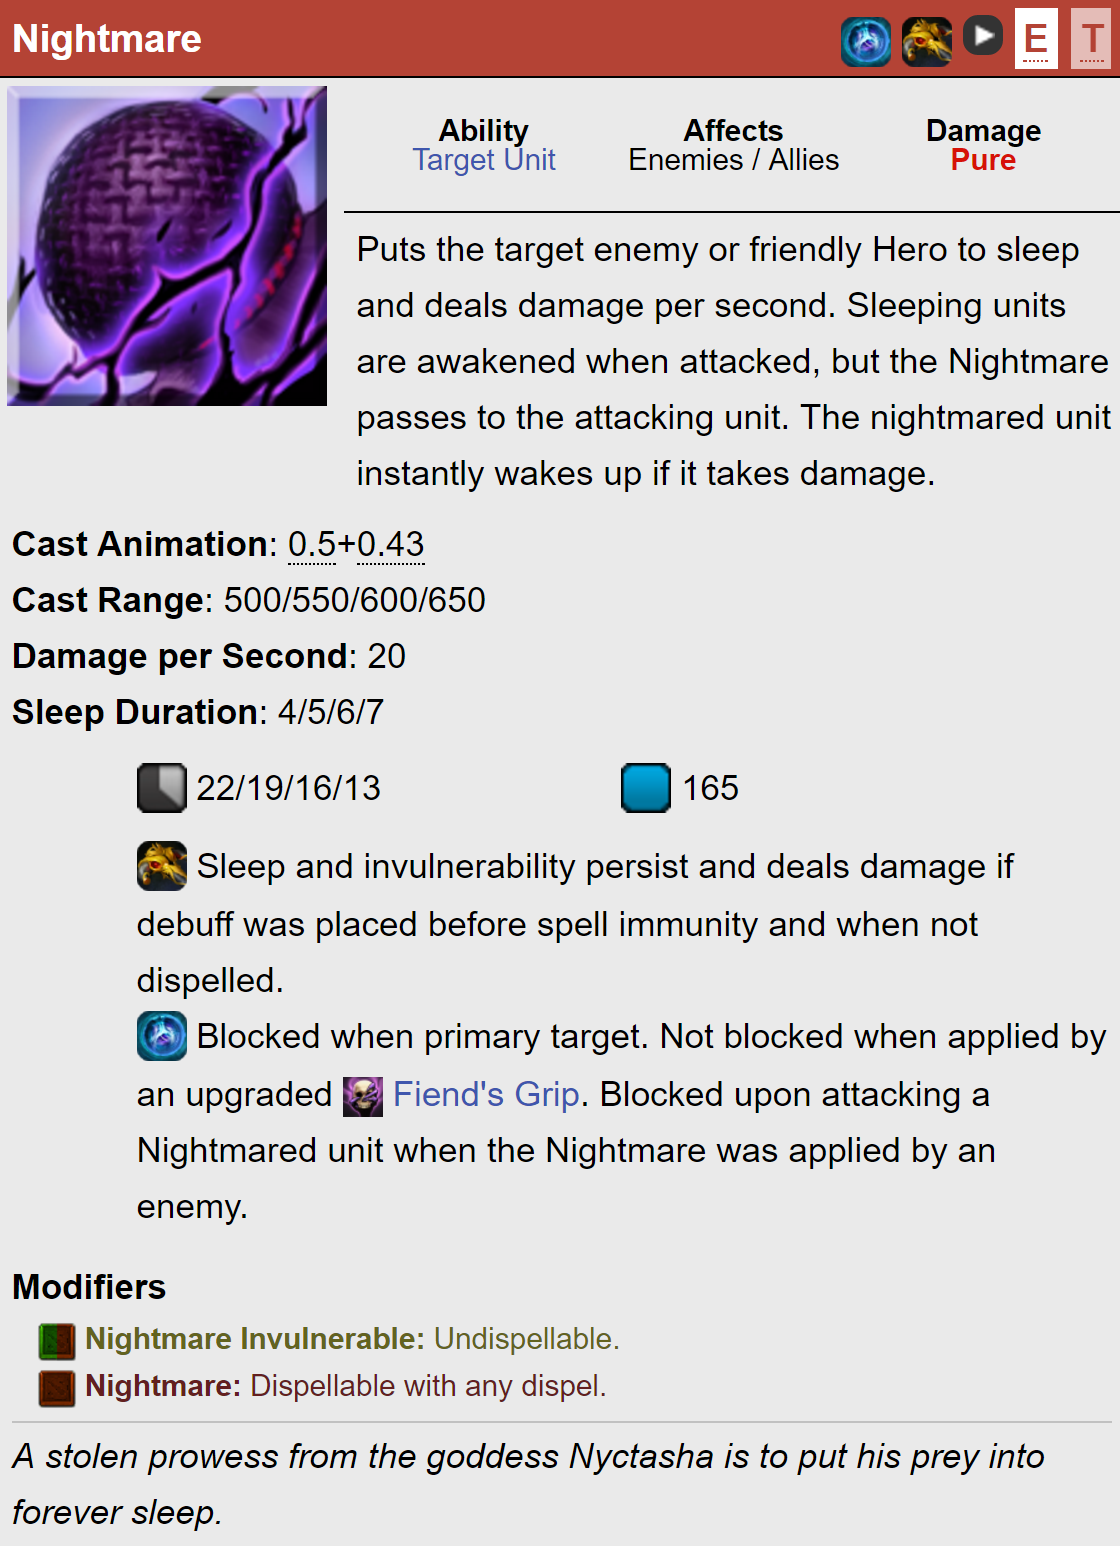 Nightmare
E T
Ability Affects Damage
Target Unit Enemies / Allies Pure
Puts the target enemy or friendly Hero to sleep
and deals damage per second. Sleeping units
are awakened when attacked, but the Nightmare
passes to the attacking unit. The nightmared unit
instantly wakes up if it takes damage.
Cast Animation: 0.5+0.43
Cast Range: 500/550/600/650
Damage per Second: 20
Sleep Duration: 4/5/6/7
22/19/16/13 165
Sleep and invulnerability persist and deals damage if
debuff was placed before spell immunity and when not
dispelled.
Blocked when primary target. Not blocked when applied by
an upgraded Fiend's Grip. Blocked upon attacking a
Nightmared unit when the Nightmare was applied by an
enemy.
Modifiers
Nightmare Invulnerable: Undispellable.
Nightmare: Dispellable with any dispel.
A stolen prowess from the goddess Nyctasha is to put his prey into
forever sleep.